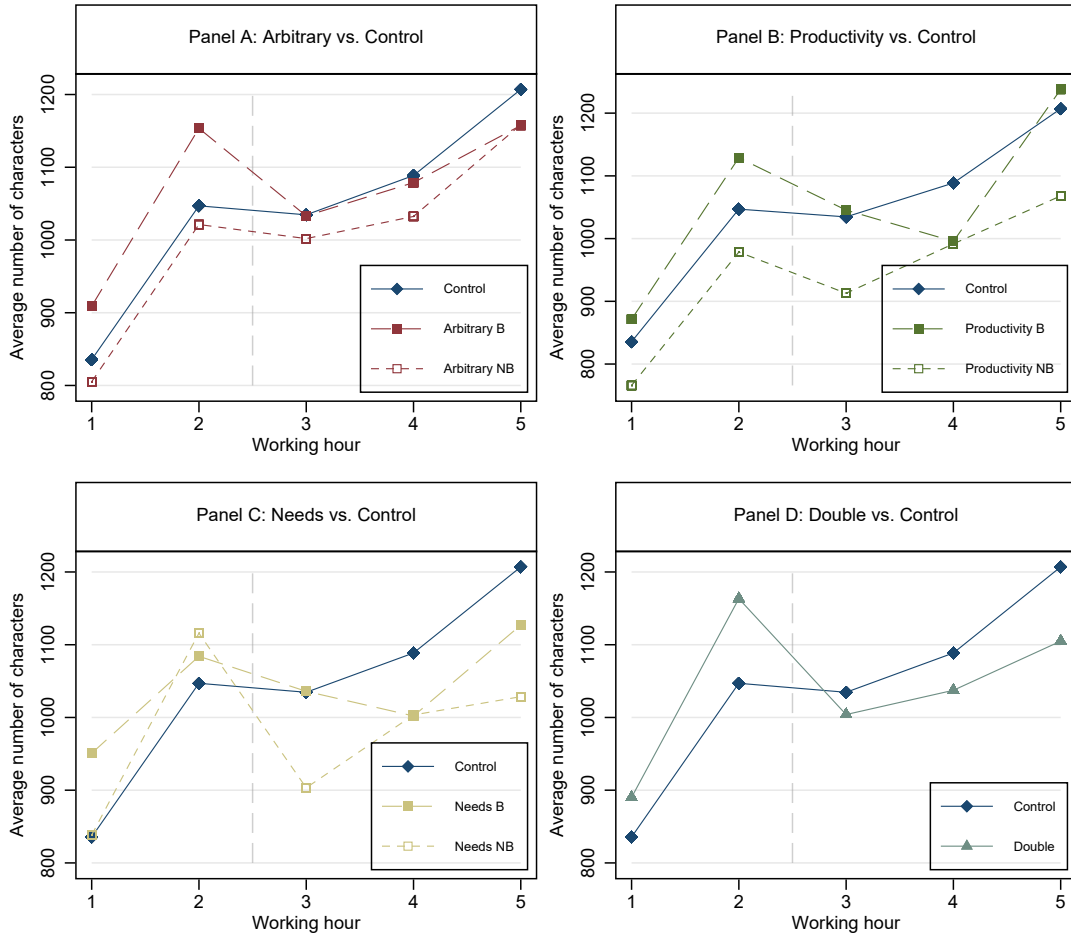 Panel A: Arbitrary vs. Control
Average number of characters
1200
1100
1000
900
800
Control
Arbitrary B
Arbitrary NB
1 2 3 4 5
Working hour
Panel B: Productivity vs. Control
Average number of characters
1200
1100
1000
900
800
Control
Productivity B
Productivity NB
1 2 3 4 5
Working hour
Panel C: Needs vs. Control
Average number of characters
1200
1100
1000
900
800
Control
Needs B
Needs NB
1 2 3 4 5
Working hour
Panel D: Double vs. Control
Average number of characters
1200
1100
1000
900
800
Control
Double
1 2 3 4 5
Working hour